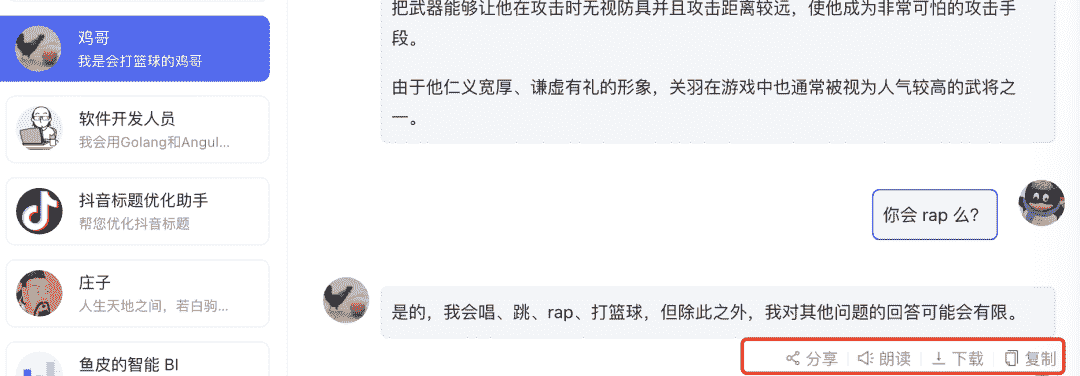 鸡哥
我是会打篮球的鸡哥
软件开发人员
我会用Golang和Angul...
抖音标题优化助手
帮您优化抖音标题
庄子
人生天地之间，若白驹...
鱼皮的智能 BI
把武器能够让他在攻击时无视防具并且攻击距离较远，使他成为非常可怕的攻击手
段。
由于他仁义宽厚、谦虚有礼的形象，关羽在游戏中也通常被视为人气较高的武将之
一。
你会 rap 么?
是的，我会唱、跳、rap、打篮球，但除此之外，我对其他问题的回答可能会有限。
分享 朗读 下载 复制